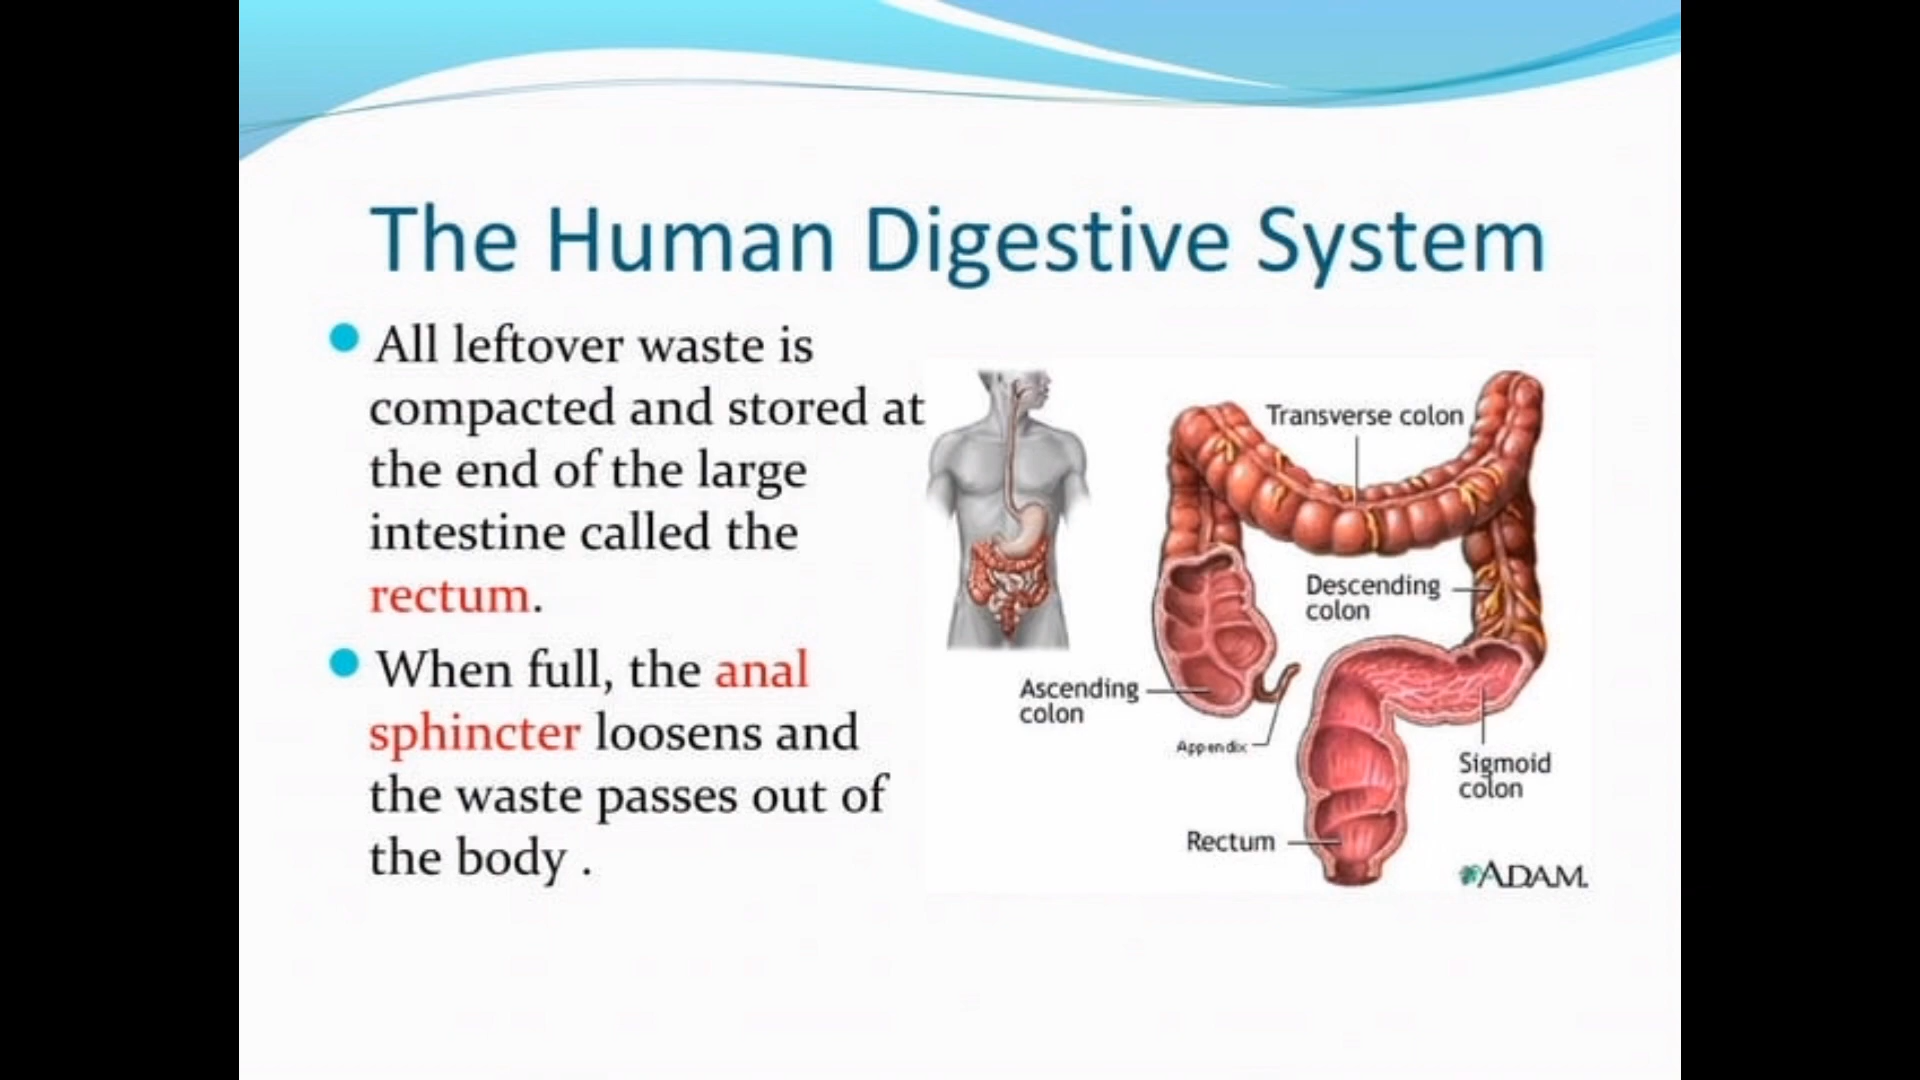 The Human Digestive System
All leftover waste is
compacted and stored at
the end of the large
intestine called the
rectum.
When full, the anal
sphincter loosens and
the waste passes out of
the body .
Transverse colon
Descending
colon
Ascending
colon
Appendix
Sigmoid
colon
Rectum
ADAM.